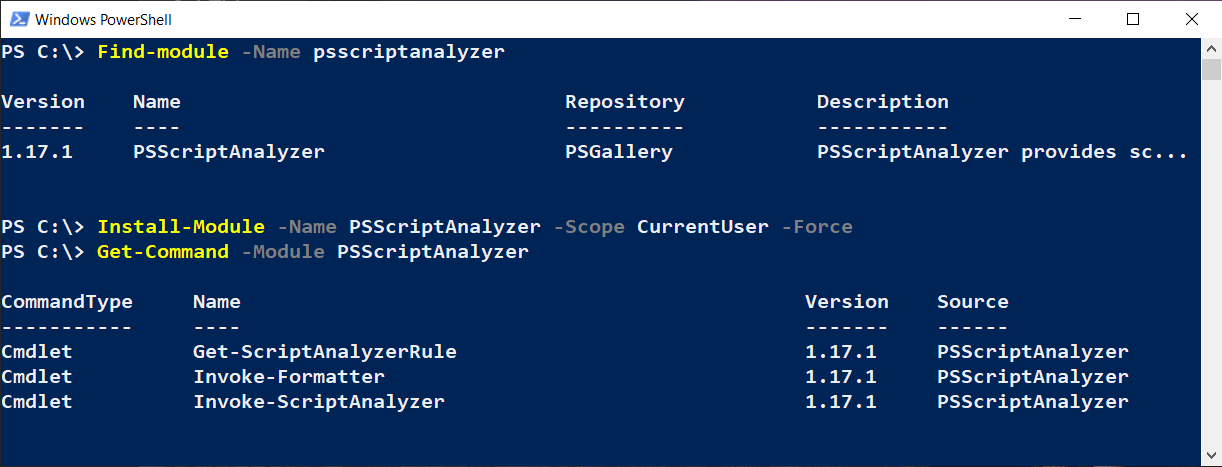 Windows PowerShell
PS C:\> Find-module -Name psscriptanalyzer
Version    Name                                Repository           Description
-------    ----                                ----------           -----------
1.17.1     PSScriptAnalyzer                    PSGallery            PSScriptAnalyzer provides sc...
PS C:\> Install-Module -Name PSScriptAnalyzer -Scope CurrentUser -Force
PS C:\> Get-Command -Module PSScriptAnalyzer
CommandType     Name                                               Version    Source
-----------     ----                                               -------    ------
Cmdlet          Get-ScriptAnalyzerRule                             1.17.1     PSScriptAnalyzer
Cmdlet          Invoke-Formatter                                   1.17.1     PSScriptAnalyzer
Cmdlet          Invoke-ScriptAnalyzer                              1.17.1     PSScriptAnalyzer